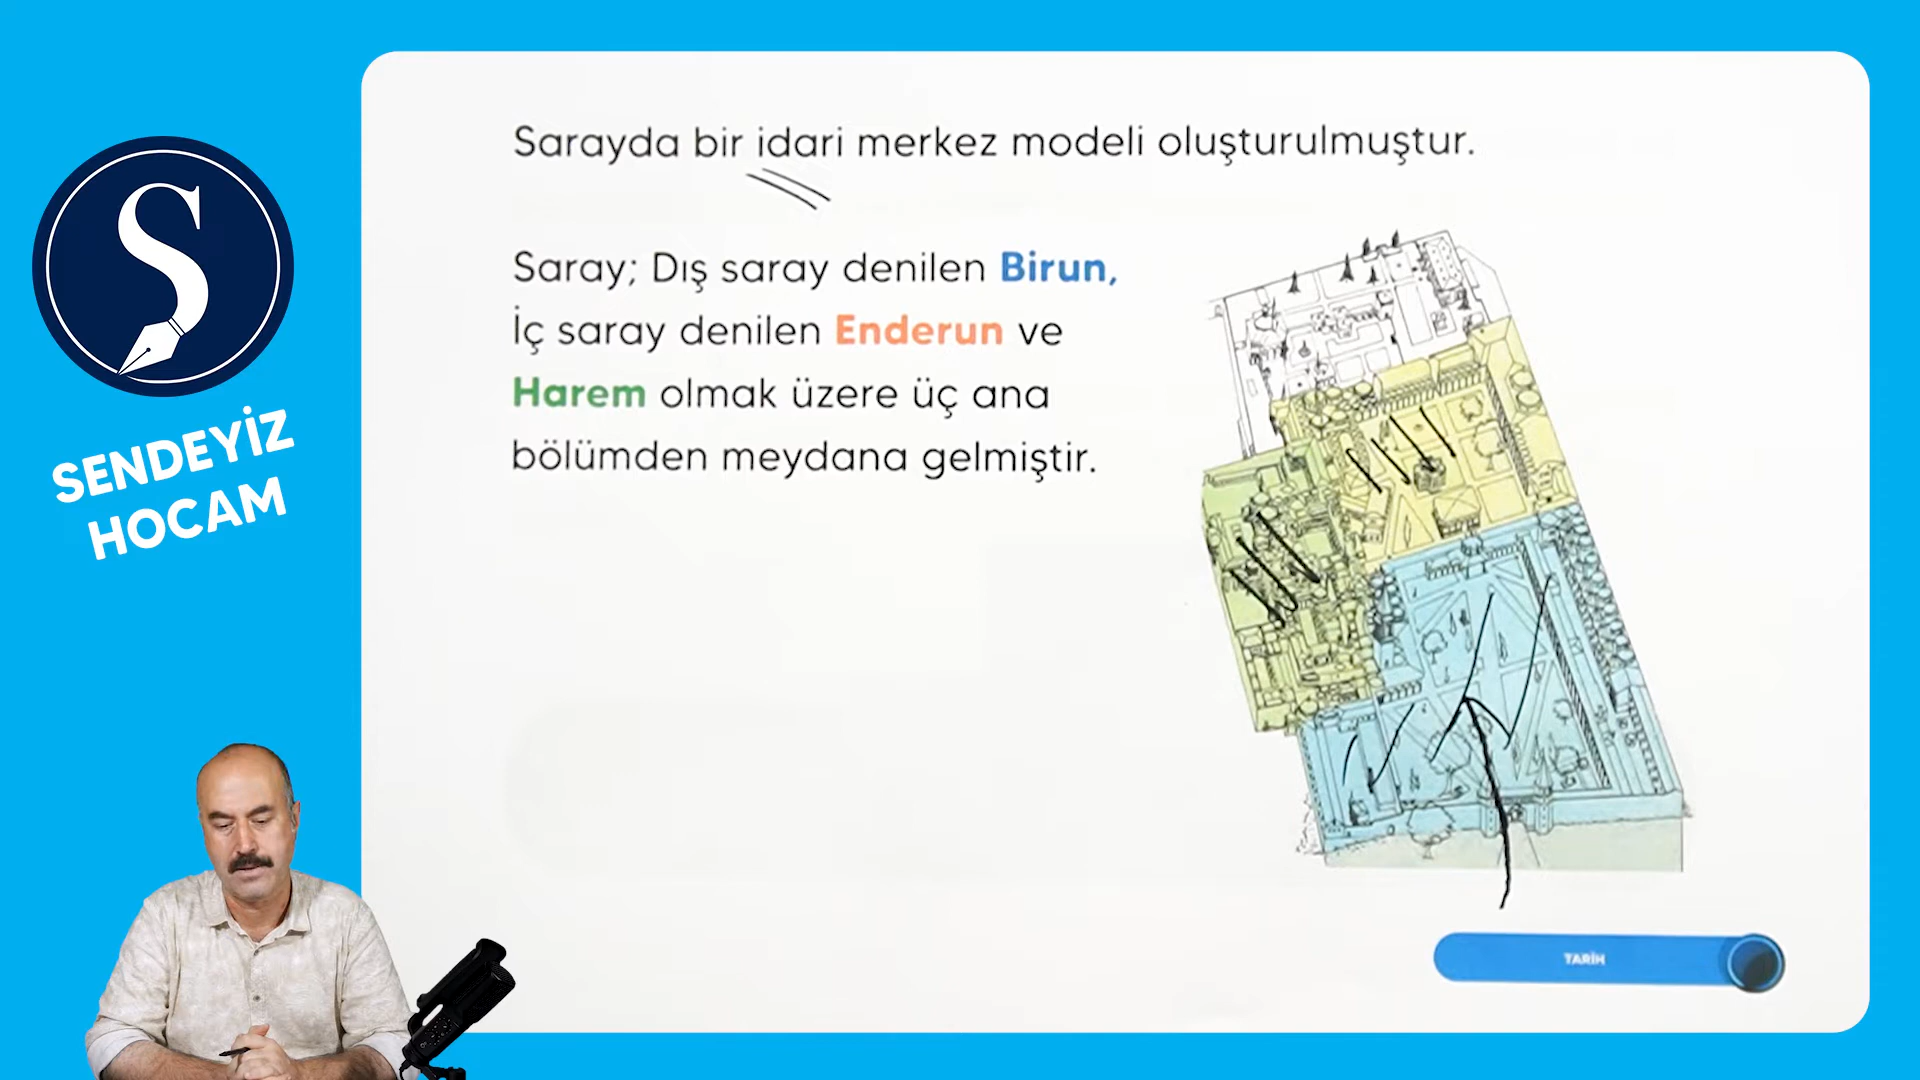 S
SENDEYİZ
HOCAM
Sarayda bir idari merkez modeli oluşturulmuştur.
Saray; Dış saray denilen Birun,
İç saray denilen Enderun ve
Harem olmak üzere üç ana
bölümden meydana gelmiştir.
TARİH